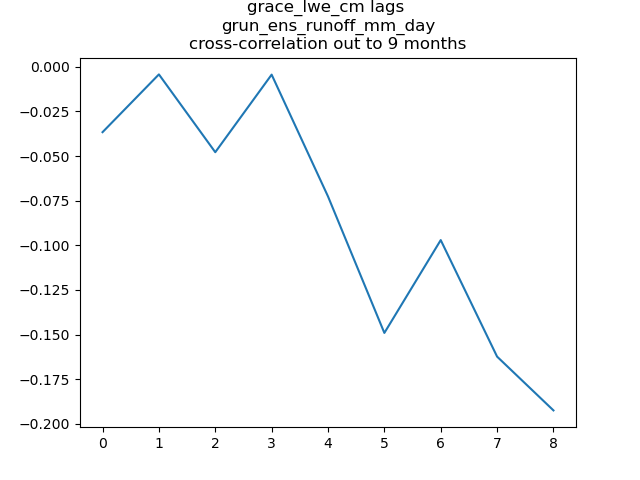 grace_lwe_cm lags
grun_ens_runoff_mm_day
cross-correlation out to 9 months
0.000
−0.025
−0.050
−0.075
−0.100
−0.125
−0.150
−0.175
−0.200
0 1 2 3 4 5 6 7 8